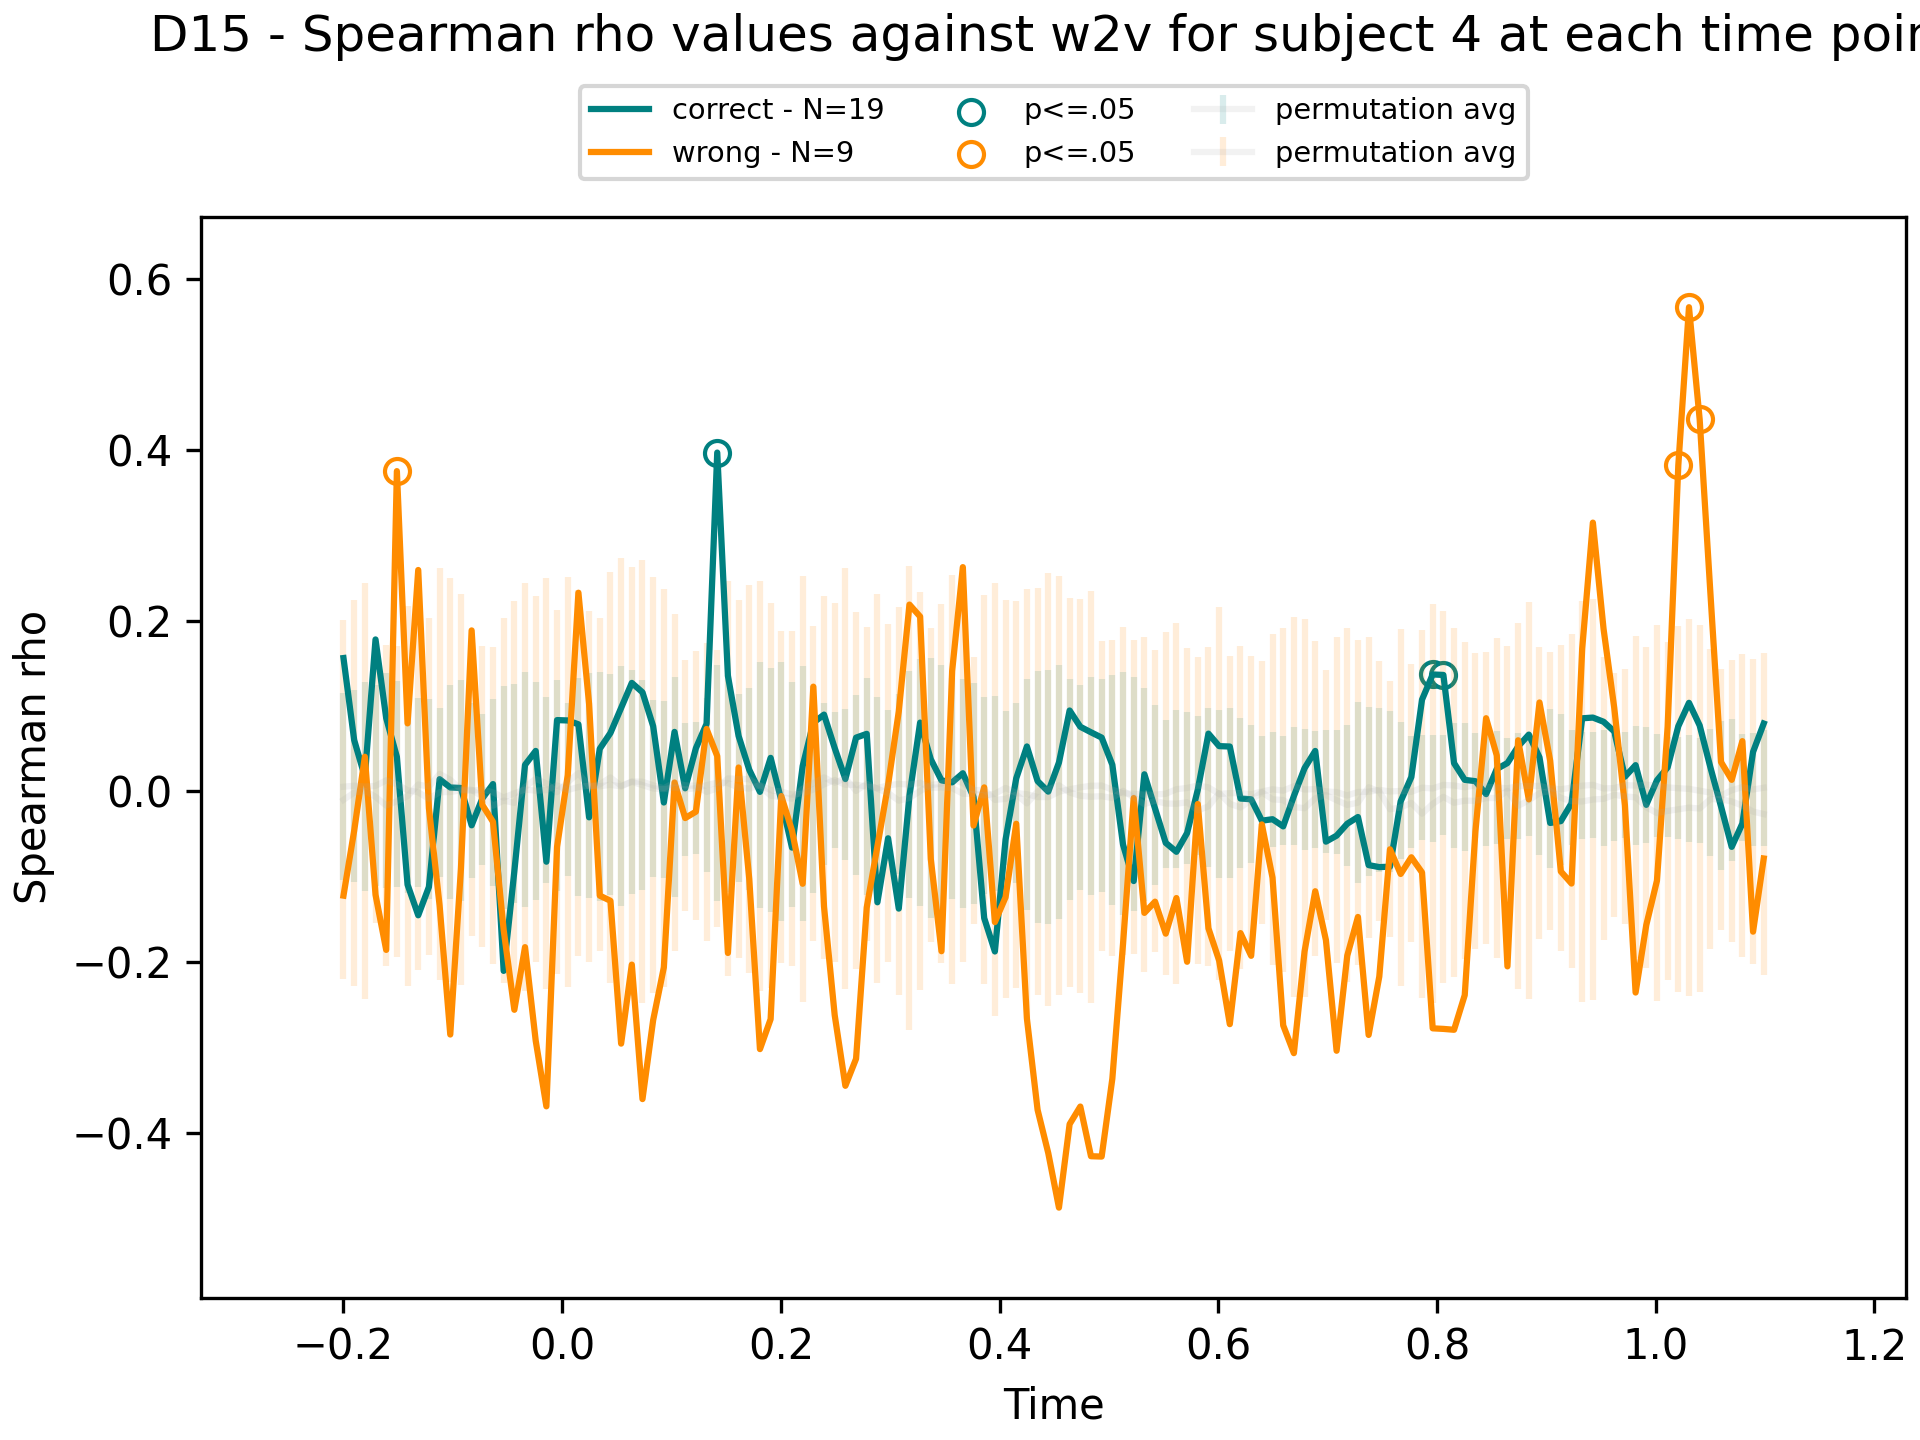 D15 - Spearman rho values against w2v for subject 4 at each time poi
correct - N=19
wrong - N=9
p<=.05
p<=.05
permutation avg
permutation avg
0.6
0.4
0.2
0.0
−0.2
−0.4
Spearman rho
−0.2 0.0 0.2 0.4 0.6 0.8 1.0 1.2
Time